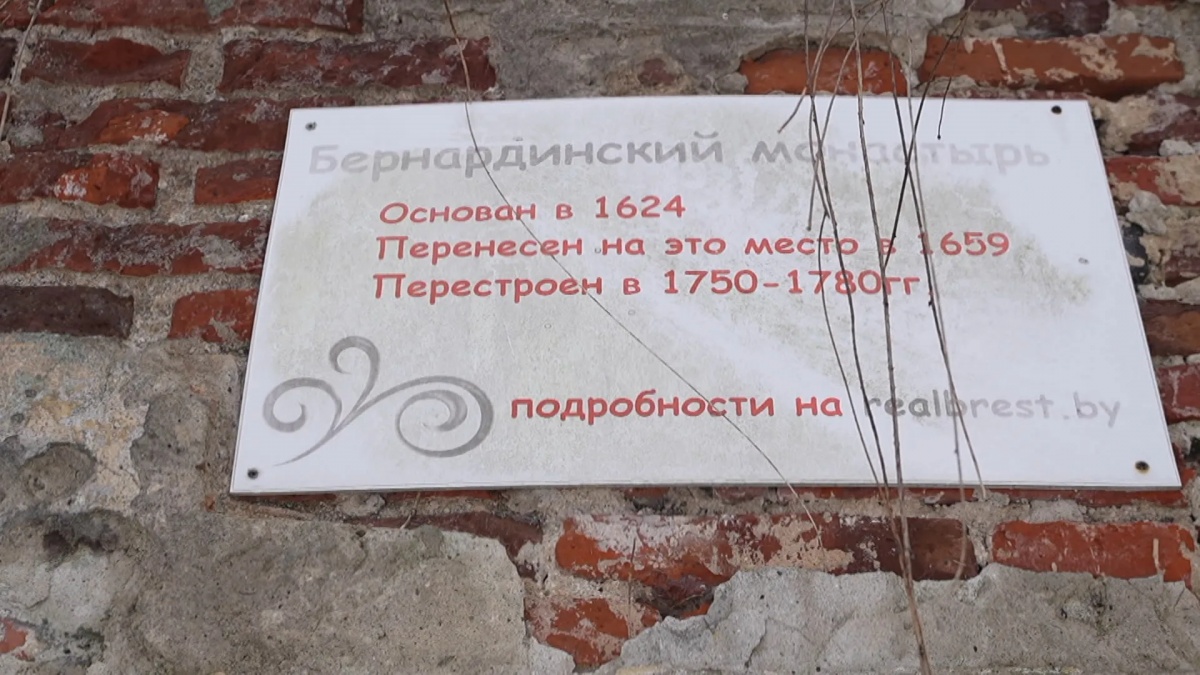 Бернардинский монастырь
Основан в 1624
Перенесен на это место в 1659
Перестроен в 1750-1780гг
подробности на realbrest.by